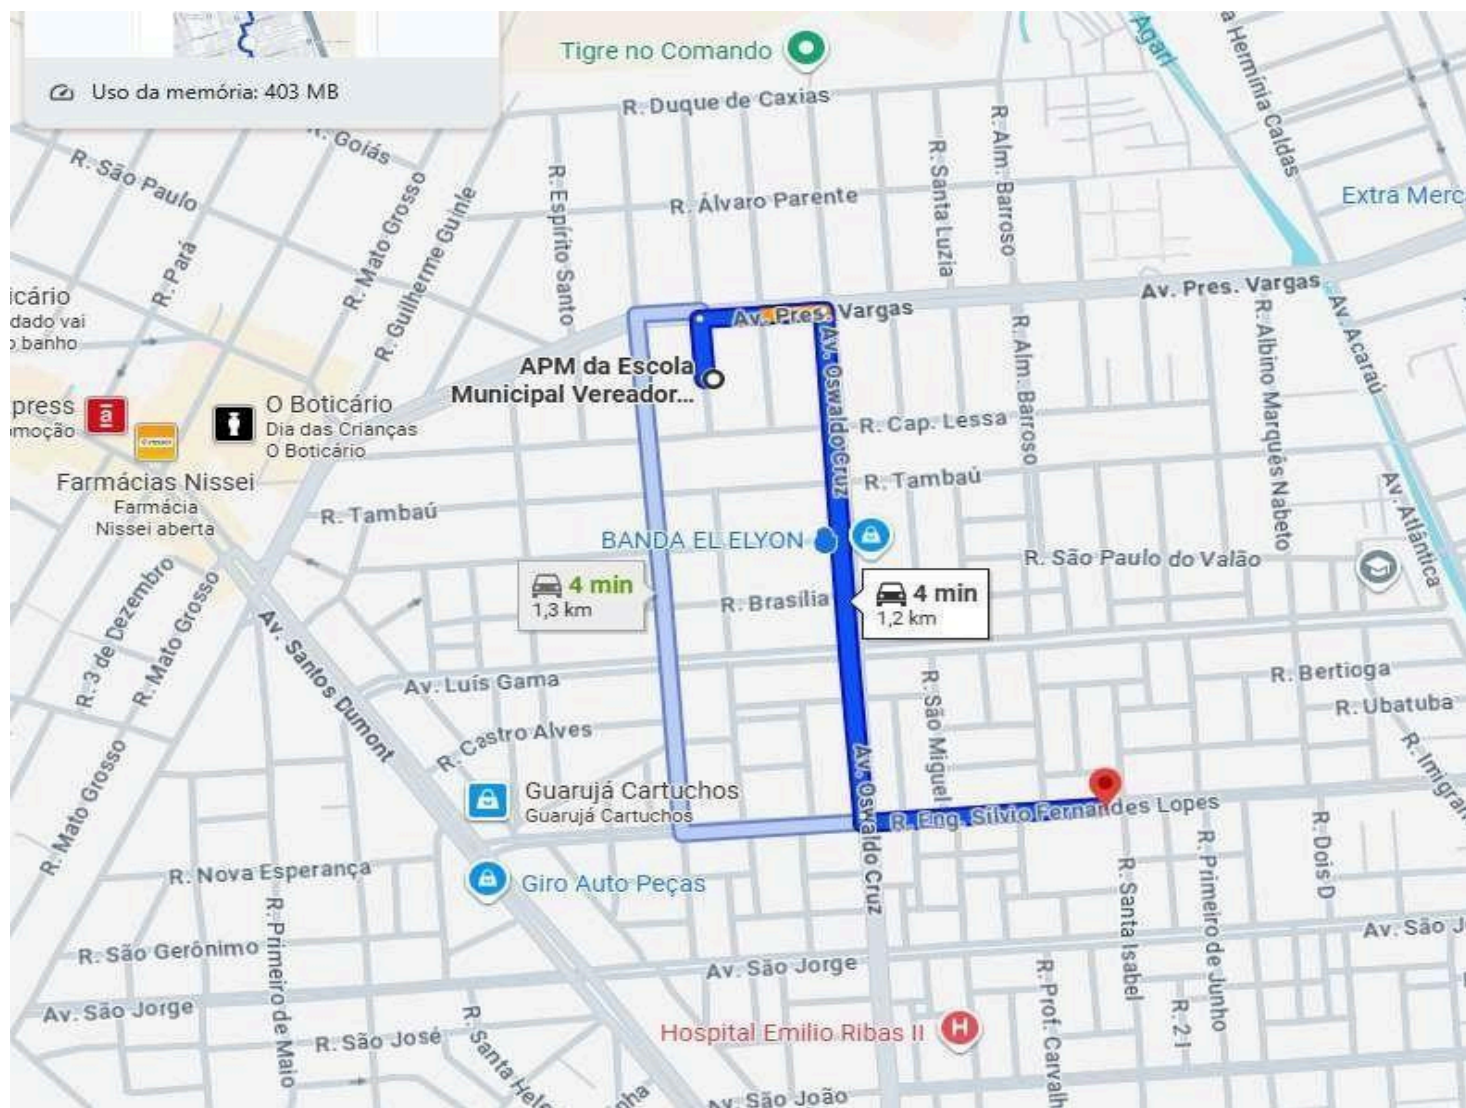 Uso da memória: 403 MB
Tigre no Comando
R. Duque de Caxias
Agari
a Hermínia Caldas
R. Goiás
R. São Paulo
R. Mato Grosso
R. Guilherme Guinle
R. Espírito Santo
R. Álvaro Parente
R. Santa Luzia
R. Alm. Barroso
Extra Merc
R. Pará
icário
dado vai
o banho
Av. Pres. Vargas
Av. Pres. Vargas
Av. Acaraú
APM da Escola
Municipal Vereador...
Av. Oswaldo Cruz
R. Alm. Barroso
R. Albino Marquês Nabeto
press
omoção
O Boticário
Dia das Crianças
O Boticário
R. Cap. Lessa
Farmácias Nissei
Farmácia
Nissei aberta
R. Tambaú
R. Tambaú
Av. Atlântica
BANDA EL ELYON
R. São Paulo do Valão
4 min
1,3 km
R. Brasília
4 min
1,2 km
R. 3 de Dezembro
R. Mato Grosso
Av. Santos Dumont
Av. Luís Gama
R. São Miguel
R. Bertioga
R. Ubatuba
R. Castro Alves
R. Imigran
R. Mato Grosso
Guarujá Cartuchos
Guarujá Cartuchos
Av. Oswaldo Cruz
R. Eng. Sílvio Fernandes Lopes
R. Nova Esperança
Giro Auto Peças
R. Santa Isabel
R. Primeiro de Junho
R. Dois D
R. Primeiro de Maio
R. São Gerônimo
Av. São J
Av. São Jorge
Av. São Jorge
R. São José
R. Santa Hele
Hospital Emilio Ribas II
R. Prof. Carvalh
R. 21
nha
Av. São João